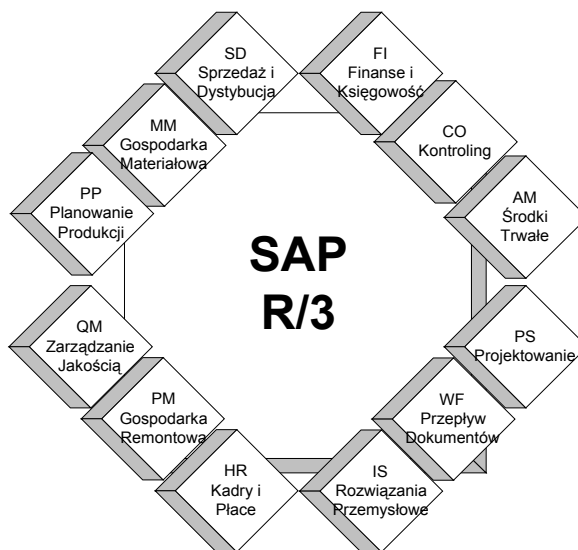 SD
Sprzedaż i
Dystybucja
FI
Finanse i
Księgowość
MM
Gospodarka
Materiałowa
CO
Kontroling
PP
Planowanie
Produkcji
AM
Środki
Trwałe
SAP
R/3
QM
Zarządzanie
Jakością
PS
Projektowanie
PM
Gospodarka
Remontowa
WF
Przepływ
Dokumentów
HR
Kadry i
Płace
IS
Rozwiązania
Przemysłowe